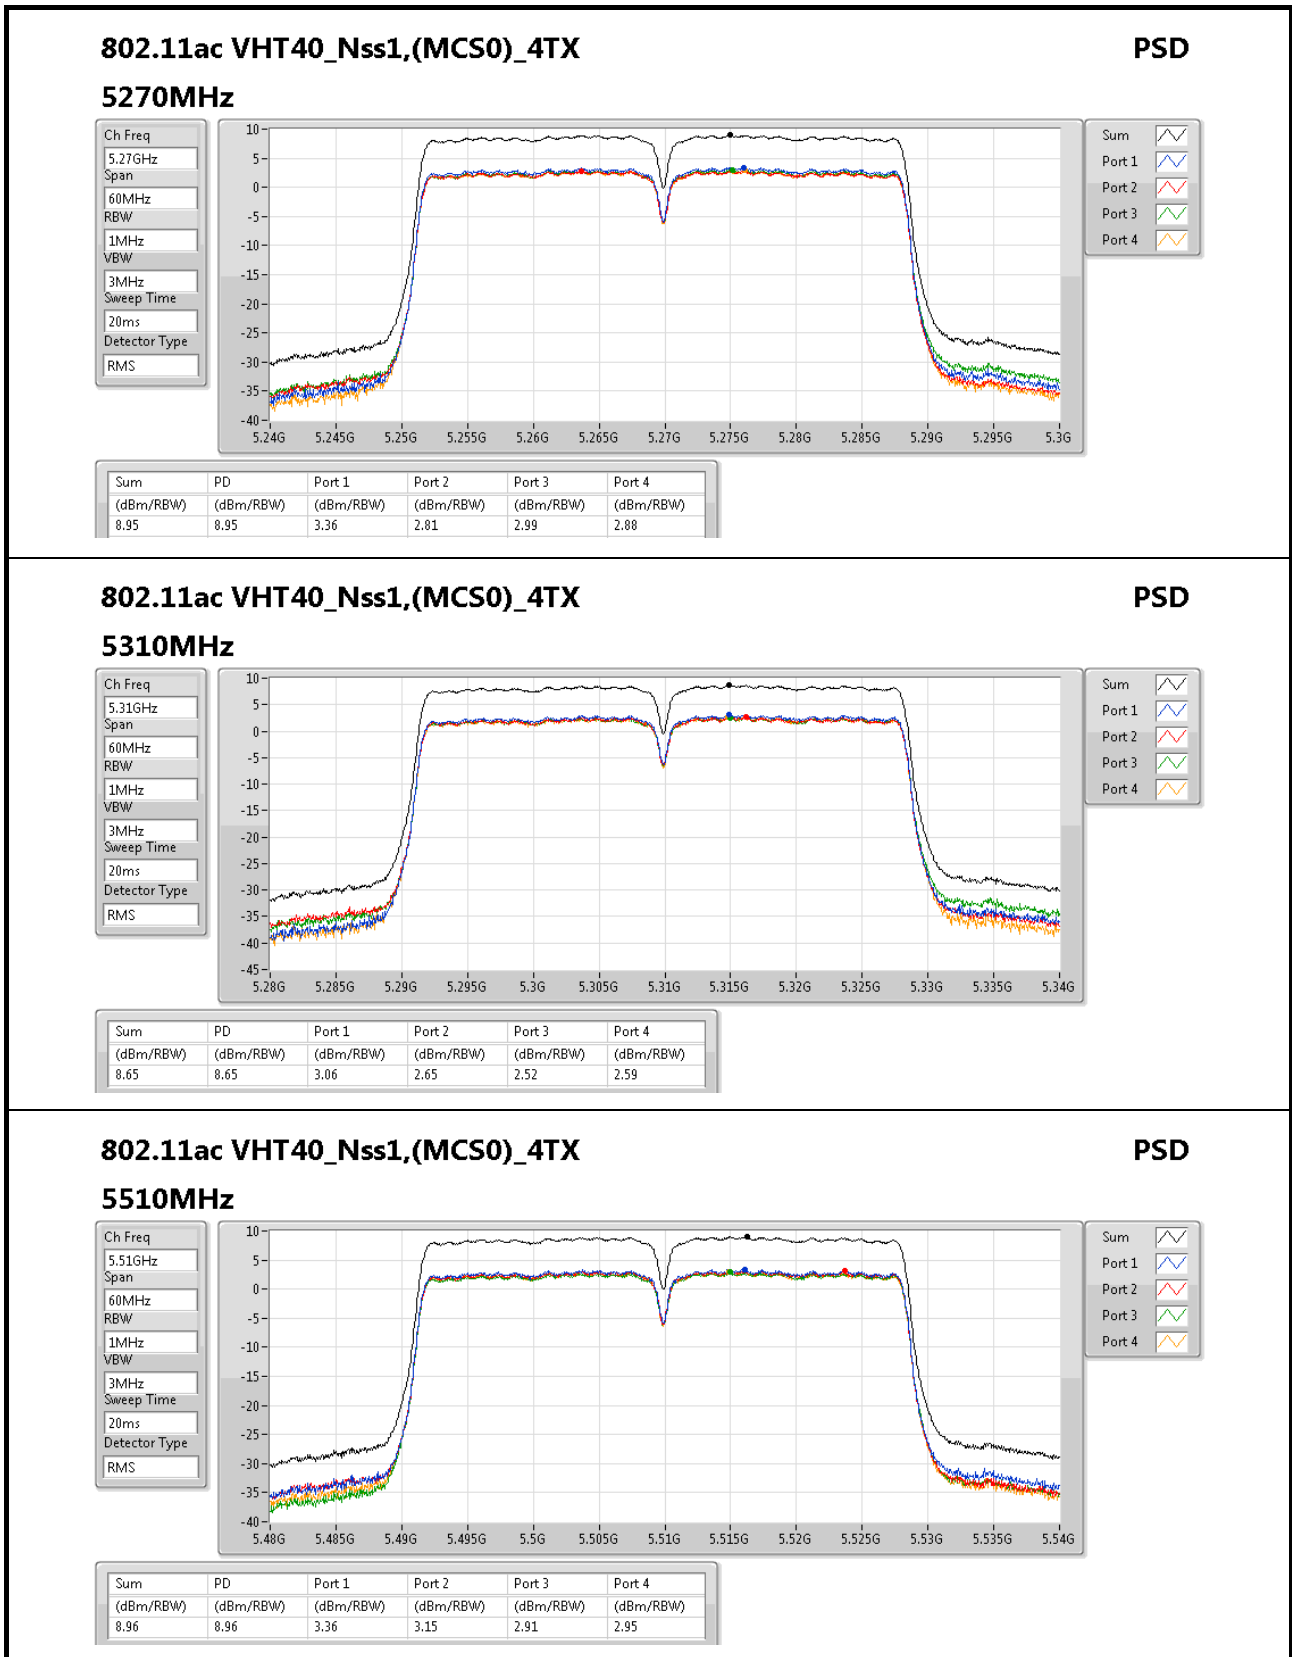 802.11ac VHT40_Nss1,(MCS0)_4TX PSD
5270MHz
Ch Freq
5.27GHz
Span
60MHz
RBW
1MHz
VBW
3MHz
Sweep Time
20ms
Detector Type
RMS
10
5
0
-5
-10
-15
-20
-25
-30
-35
-40
5.24G 5.245G 5.25G 5.255G 5.26G 5.265G 5.27G 5.275G 5.28G 5.285G 5.29G 5.295G 5.3G
Sum
Port 1
Port 2
Port 3
Port 4
Sum PD Port 1 Port 2 Port 3 Port 4
(dBm/RBW) (dBm/RBW) (dBm/RBW) (dBm/RBW) (dBm/RBW) (dBm/RBW)
8.95 8.95 3.36 2.81 2.99 2.88
802.11ac VHT40_Nss1,(MCS0)_4TX PSD
5310MHz
Ch Freq
5.31GHz
Span
60MHz
RBW
1MHz
VBW
3MHz
Sweep Time
20ms
Detector Type
RMS
10
5
0
-5
-10
-15
-20
-25
-30
-35
-40
-45
5.28G 5.285G 5.29G 5.295G 5.3G 5.305G 5.31G 5.315G 5.32G 5.325G 5.33G 5.335G 5.34G
Sum
Port 1
Port 2
Port 3
Port 4
Sum PD Port 1 Port 2 Port 3 Port 4
(dBm/RBW) (dBm/RBW) (dBm/RBW) (dBm/RBW) (dBm/RBW) (dBm/RBW)
8.65 8.65 3.06 2.65 2.52 2.59
802.11ac VHT40_Nss1,(MCS0)_4TX PSD
5510MHz
Ch Freq
5.51GHz
Span
60MHz
RBW
1MHz
VBW
3MHz
Sweep Time
20ms
Detector Type
RMS
10
5
0
-5
-10
-15
-20
-25
-30
-35
-40
5.48G 5.485G 5.49G 5.495G 5.5G 5.505G 5.51G 5.515G 5.52G 5.525G 5.53G 5.535G 5.54G
Sum
Port 1
Port 2
Port 3
Port 4
Sum PD Port 1 Port 2 Port 3 Port 4
(dBm/RBW) (dBm/RBW) (dBm/RBW) (dBm/RBW) (dBm/RBW) (dBm/RBW)
8.96 8.96 3.36 3.15 2.91 2.95